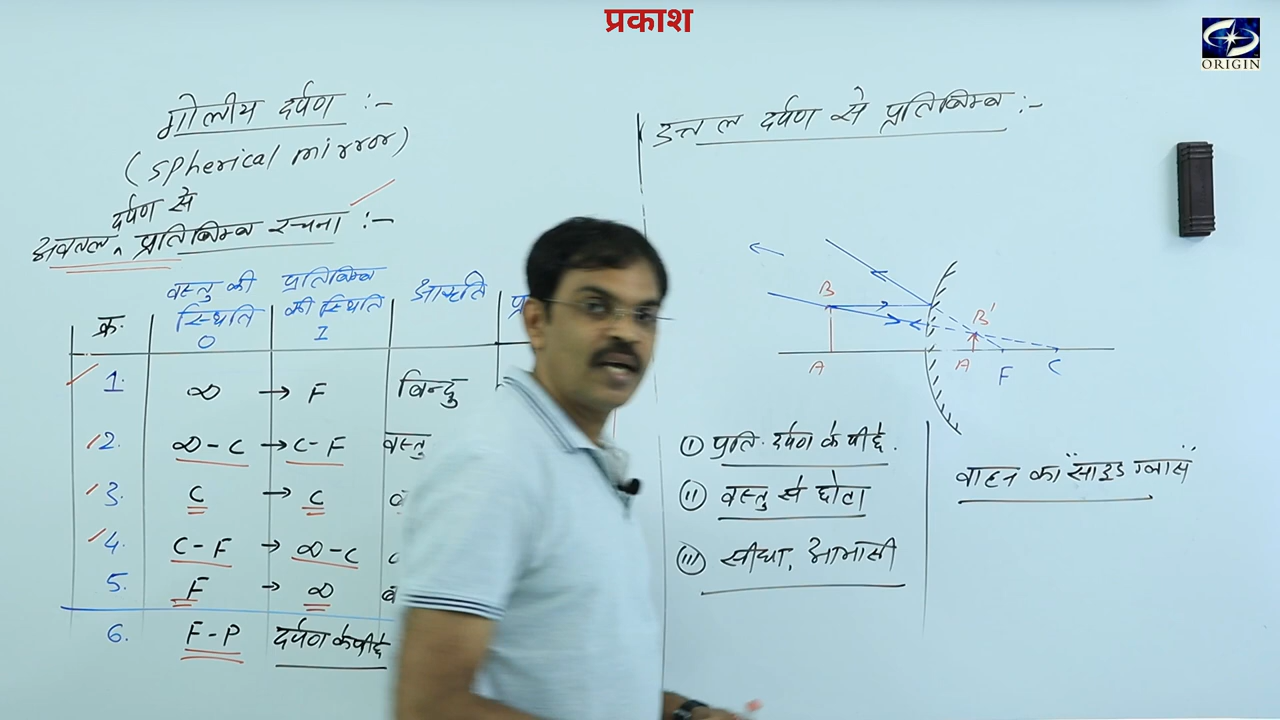 प्रकाश
ORIGIN
गोलीय दर्पण :-
(Spherical mirror)
दर्पण से
अवतल ^ प्रतिबिम्ब रचना :-
क्र. वस्तु की स्थिति O प्रतिबिम्ब की स्थिति I आकृति
1. ∞ → F बिन्दु
2. ∞ - C → C - F वस्तु
3. C → C
4. C - F → ∞ - C
5. F → ∞
6. F - P दर्पण के पीछे
उत्तल दर्पण से प्रतिबिम्ब :-
B B'
A A F C
(i) प्रति. दर्पण के पीछे.
(ii) वस्तु से छोटा
(iii) सीधा, आभासी
वाहन का "साइड ग्लास"